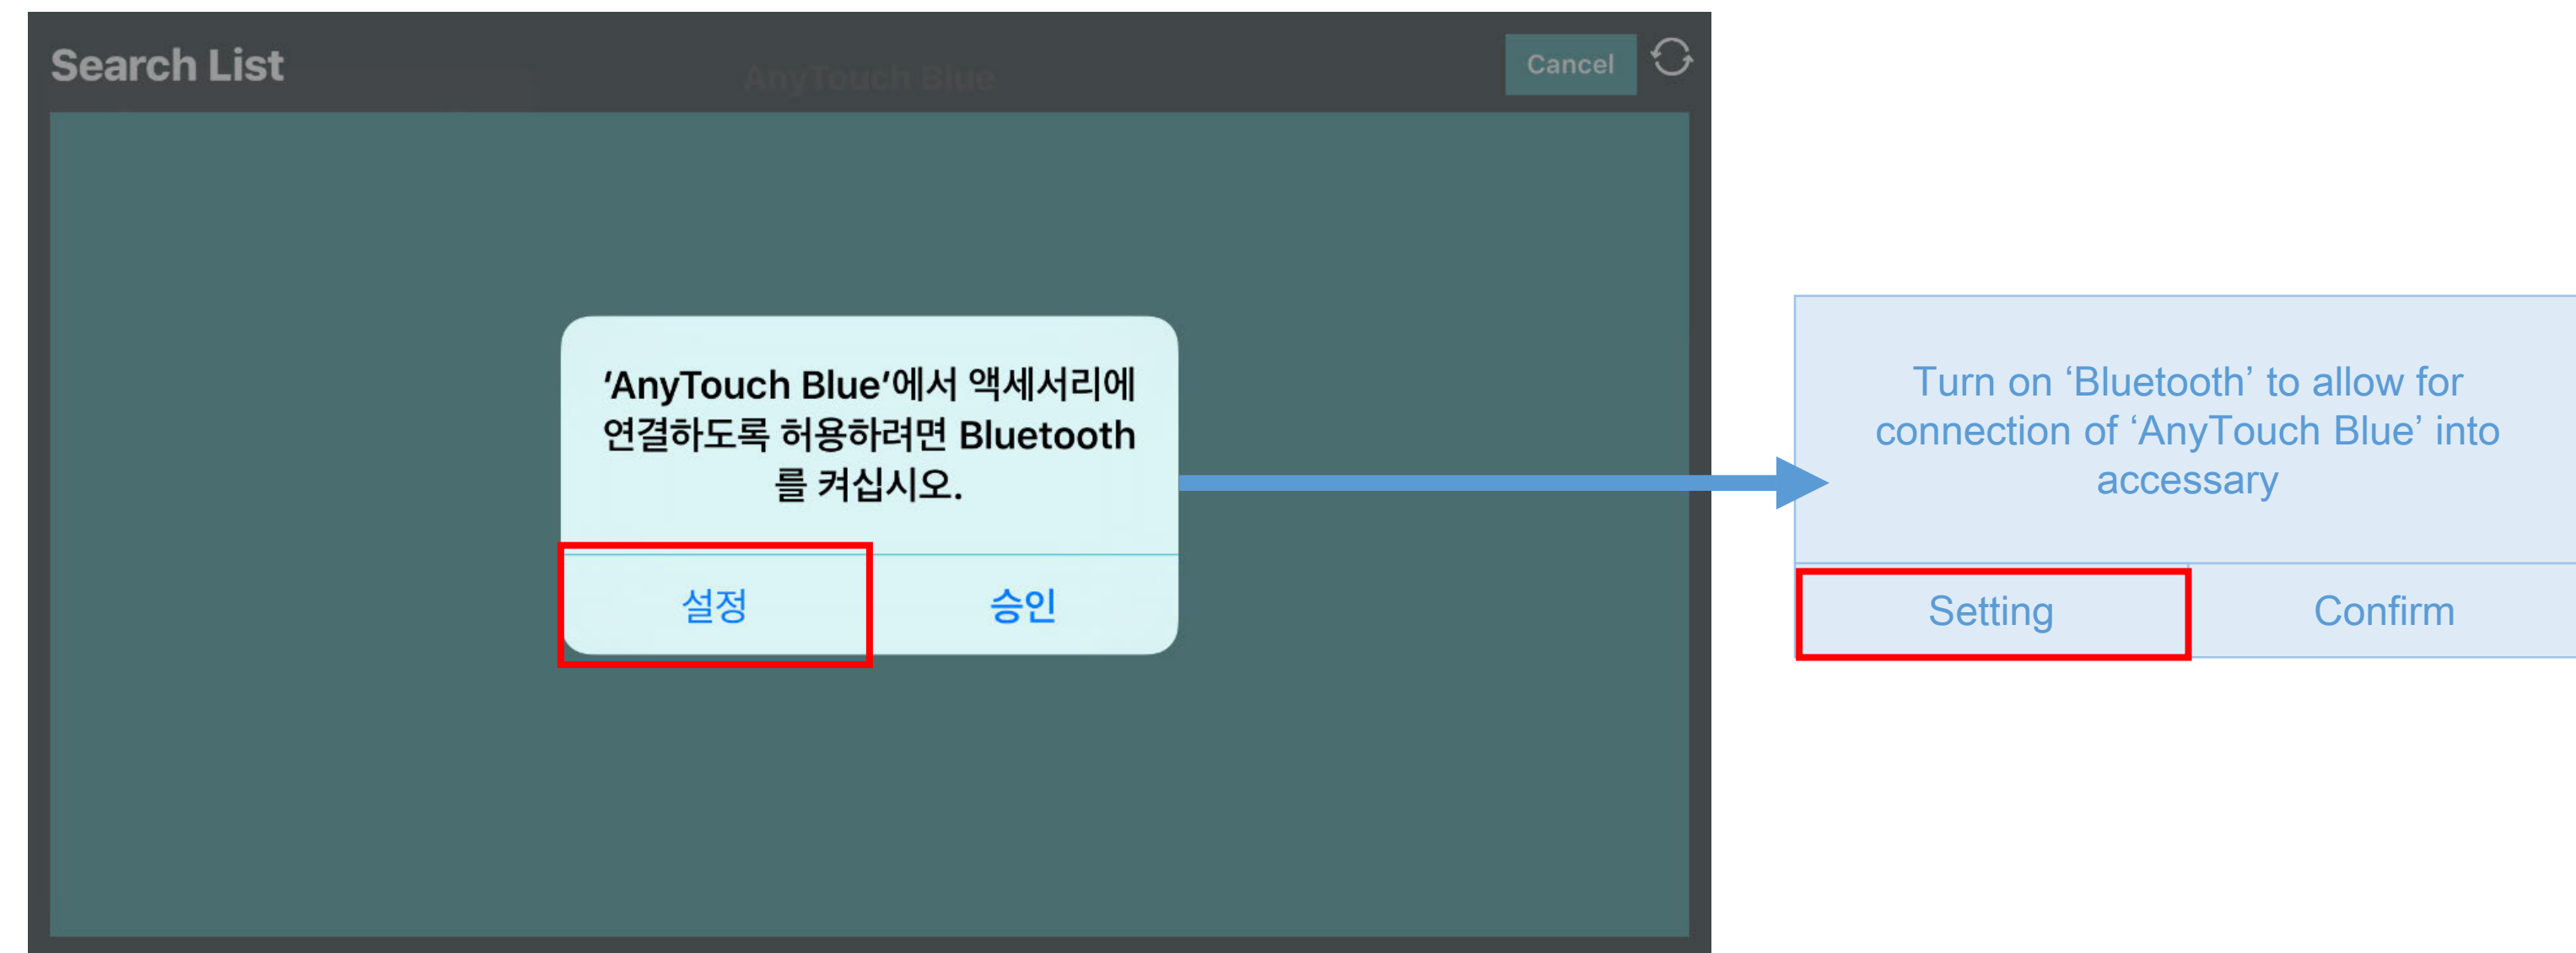 Search List
AnyTouch Blue
Cancel
'AnyTouch Blue'에서 액세서리에
연결하도록 허용하려면 Bluetooth
를 켜십시오.
설정
승인
Turn on ‘Bluetooth’ to allow for
connection of ‘AnyTouch Blue’ into
accessary
Setting
Confirm